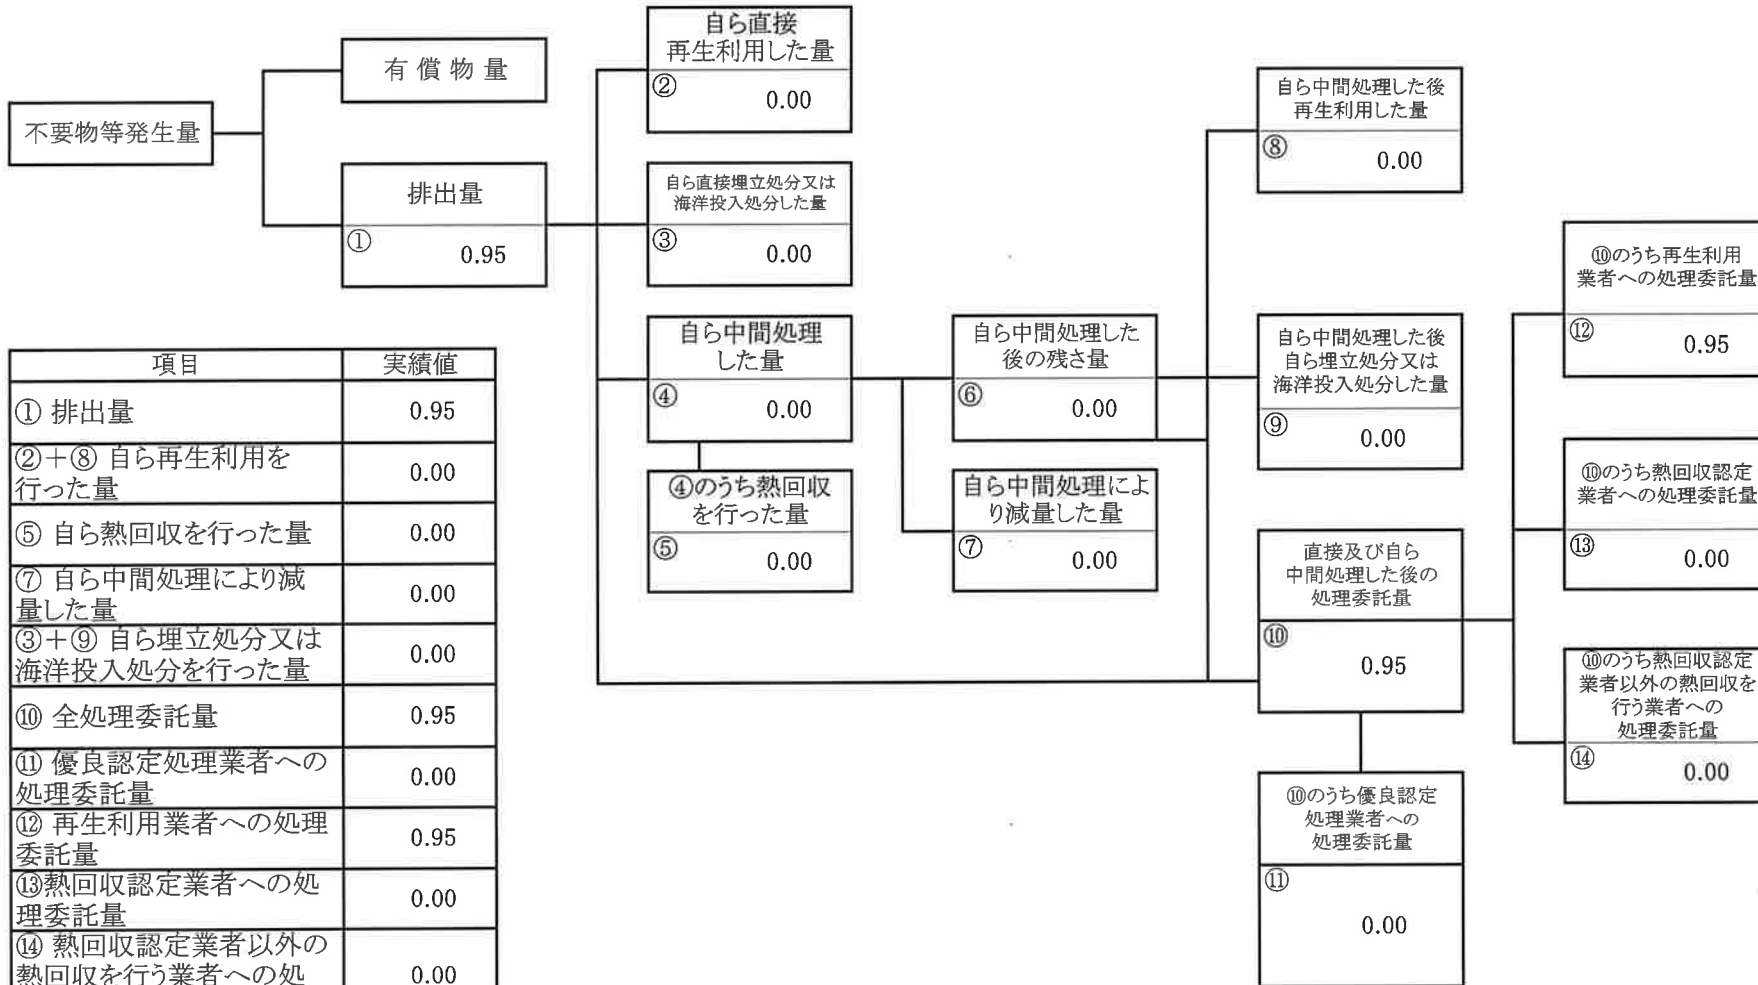 不要物等発生量
有償物量
排出量
①
0.95
自ら直接
再生利用した量
②
0.00
自ら直接埋立処分又は
海洋投入処分した量
③
0.00
自ら中間処理
した量
④
0.00
④のうち熱回収
を行った量
⑤
0.00
自ら中間処理した
後の残さ量
⑥
0.00
自ら中間処理によ
り減量した量
⑦
0.00
自ら中間処理した後
再生利用した量
⑧
0.00
自ら中間処理した後
自ら埋立処分又は
海洋投入処分した量
⑨
0.00
直接及び自ら
中間処理した後の
処理委託量
⑩
0.95
⑩のうち優良認定
処理業者への
処理委託量
⑪
0.00
⑩のうち再生利用
業者への処理委託量
⑫
0.95
⑩のうち熱回収認定
業者への処理委託量
⑬
0.00
⑩のうち熱回収認定
業者以外の熱回収を
行う業者への
処理委託量
⑭
0.00
項目 実績値
① 排出量 0.95
②+⑧ 自ら再生利用を
行った量 0.00
⑤ 自ら熱回収を行った量 0.00
⑦ 自ら中間処理により減
量した量 0.00
③+⑨ 自ら埋立処分又は
海洋投入処分を行った量 0.00
⑩ 全処理委託量 0.95
⑪ 優良認定処理業者への
処理委託量 0.00
⑫ 再生利用業者への処理
委託量 0.95
⑬熱回収認定業者への処
理委託量 0.00
⑭ 熱回収認定業者以外の
熱回収を行う業者への処 0.00